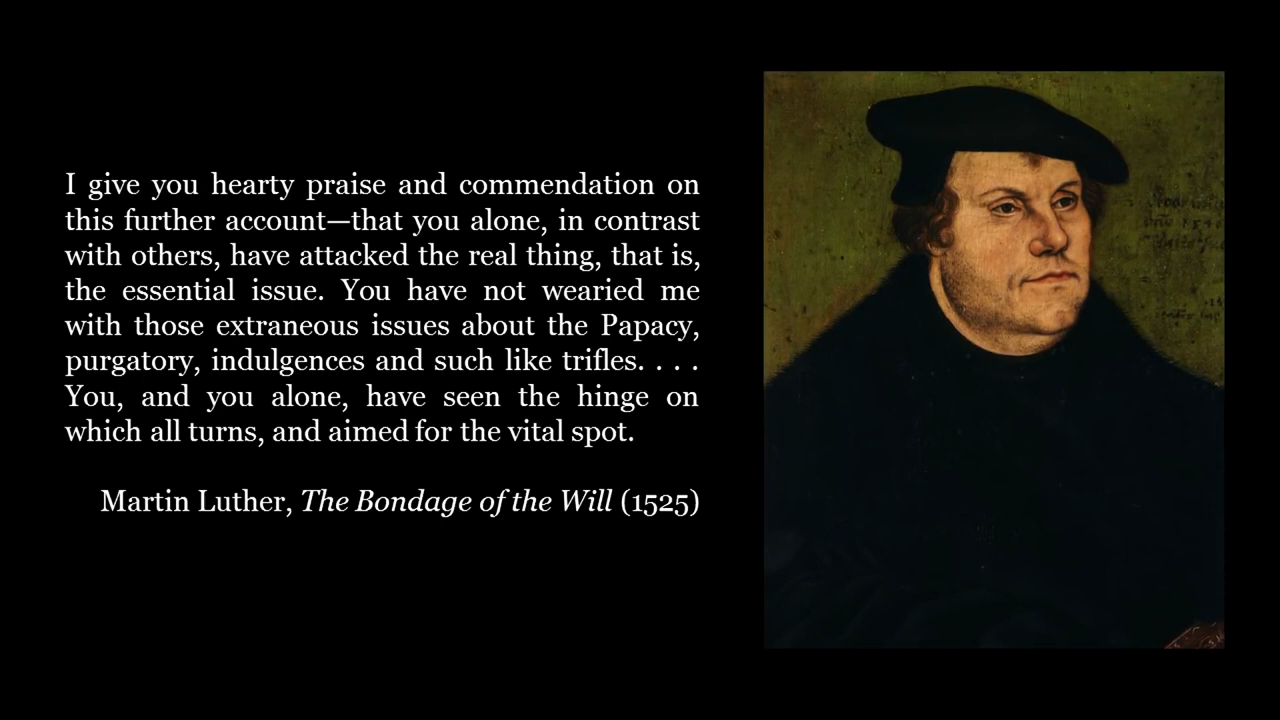 I give you hearty praise and commendation on
this further account—that you alone, in contrast
with others, have attacked the real thing, that is,
the essential issue. You have not wearied me
with those extraneous issues about the Papacy,
purgatory, indulgences and such like trifles. . . .
You, and you alone, have seen the hinge on
which all turns, and aimed for the vital spot.
Martin Luther, The Bondage of the Will (1525)